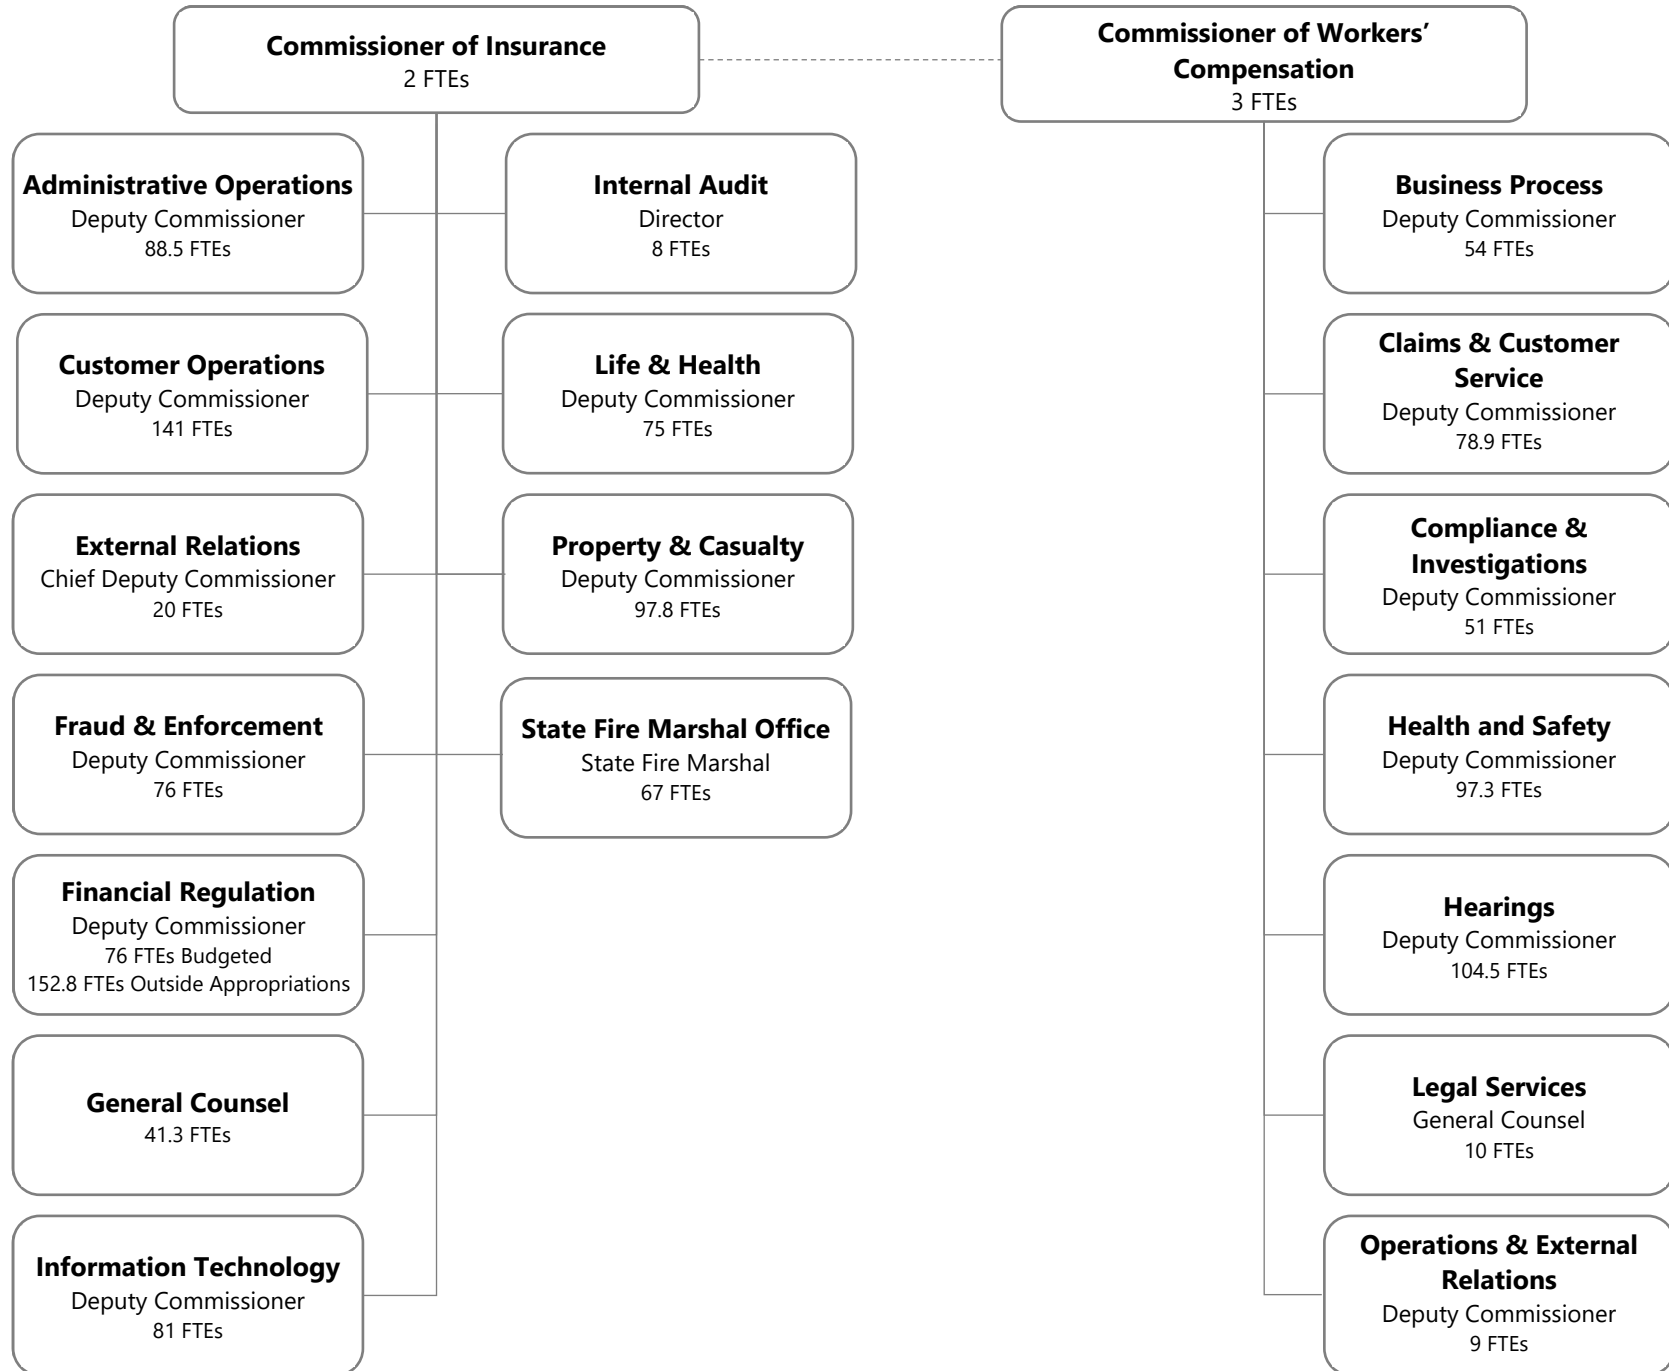 Commissioner of Insurance
2 FTEs
Commissioner of Workers’
Compensation
3 FTEs
Administrative Operations
Deputy Commissioner
88.5 FTEs
Internal Audit
Director
8 FTEs
Business Process
Deputy Commissioner
54 FTEs
Customer Operations
Deputy Commissioner
141 FTEs
Life & Health
Deputy Commissioner
75 FTEs
Claims & Customer
Service
Deputy Commissioner
78.9 FTEs
External Relations
Chief Deputy Commissioner
20 FTEs
Property & Casualty
Deputy Commissioner
97.8 FTEs
Compliance &
Investigations
Deputy Commissioner
51 FTEs
Fraud & Enforcement
Deputy Commissioner
76 FTEs
State Fire Marshal Office
State Fire Marshal
67 FTEs
Health and Safety
Deputy Commissioner
97.3 FTEs
Financial Regulation
Deputy Commissioner
76 FTEs Budgeted
152.8 FTEs Outside Appropriations
Hearings
Deputy Commissioner
104.5 FTEs
General Counsel
41.3 FTEs
Legal Services
General Counsel
10 FTEs
Information Technology
Deputy Commissioner
81 FTEs
Operations & External
Relations
Deputy Commissioner
9 FTEs